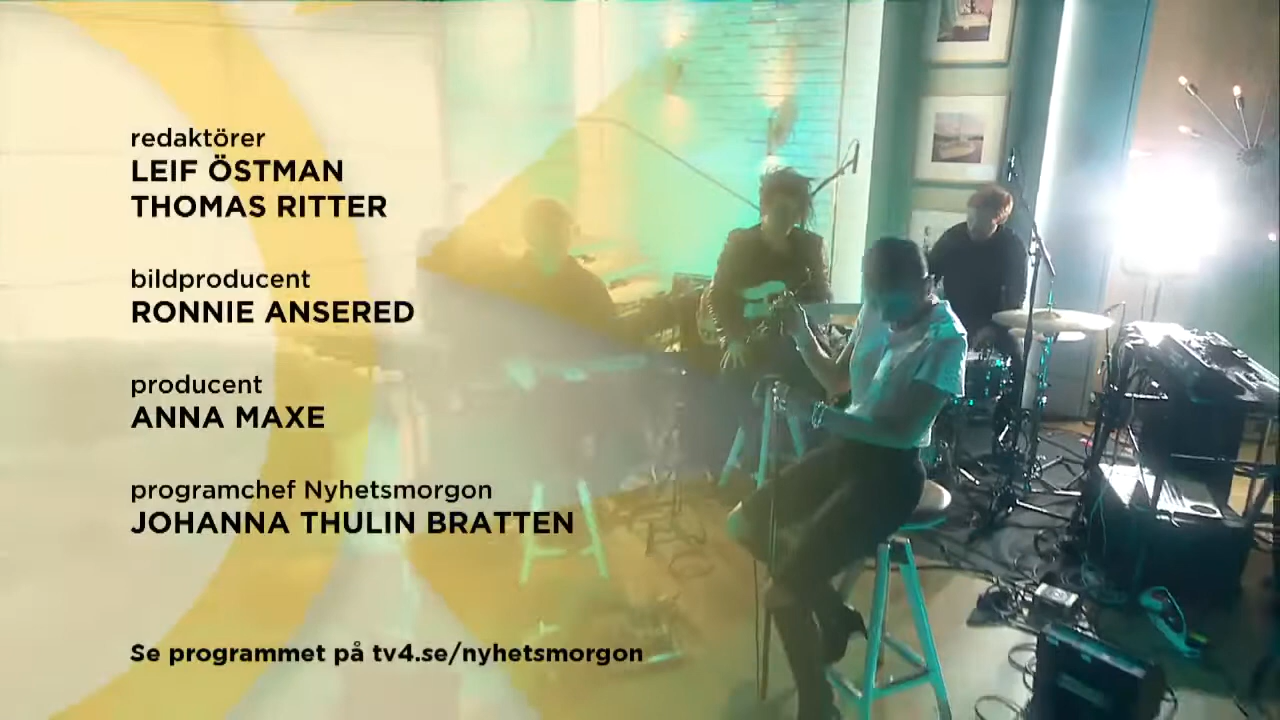 redaktörer
LEIF ÖSTMAN
THOMAS RITTER
bildproducent
RONNIE ANSERED
producent
ANNA MAXE
programchef Nyhetsmorgon
JOHANNA THULIN BRATTEN
Se programmet på tv4.se/nyhetsmorgon